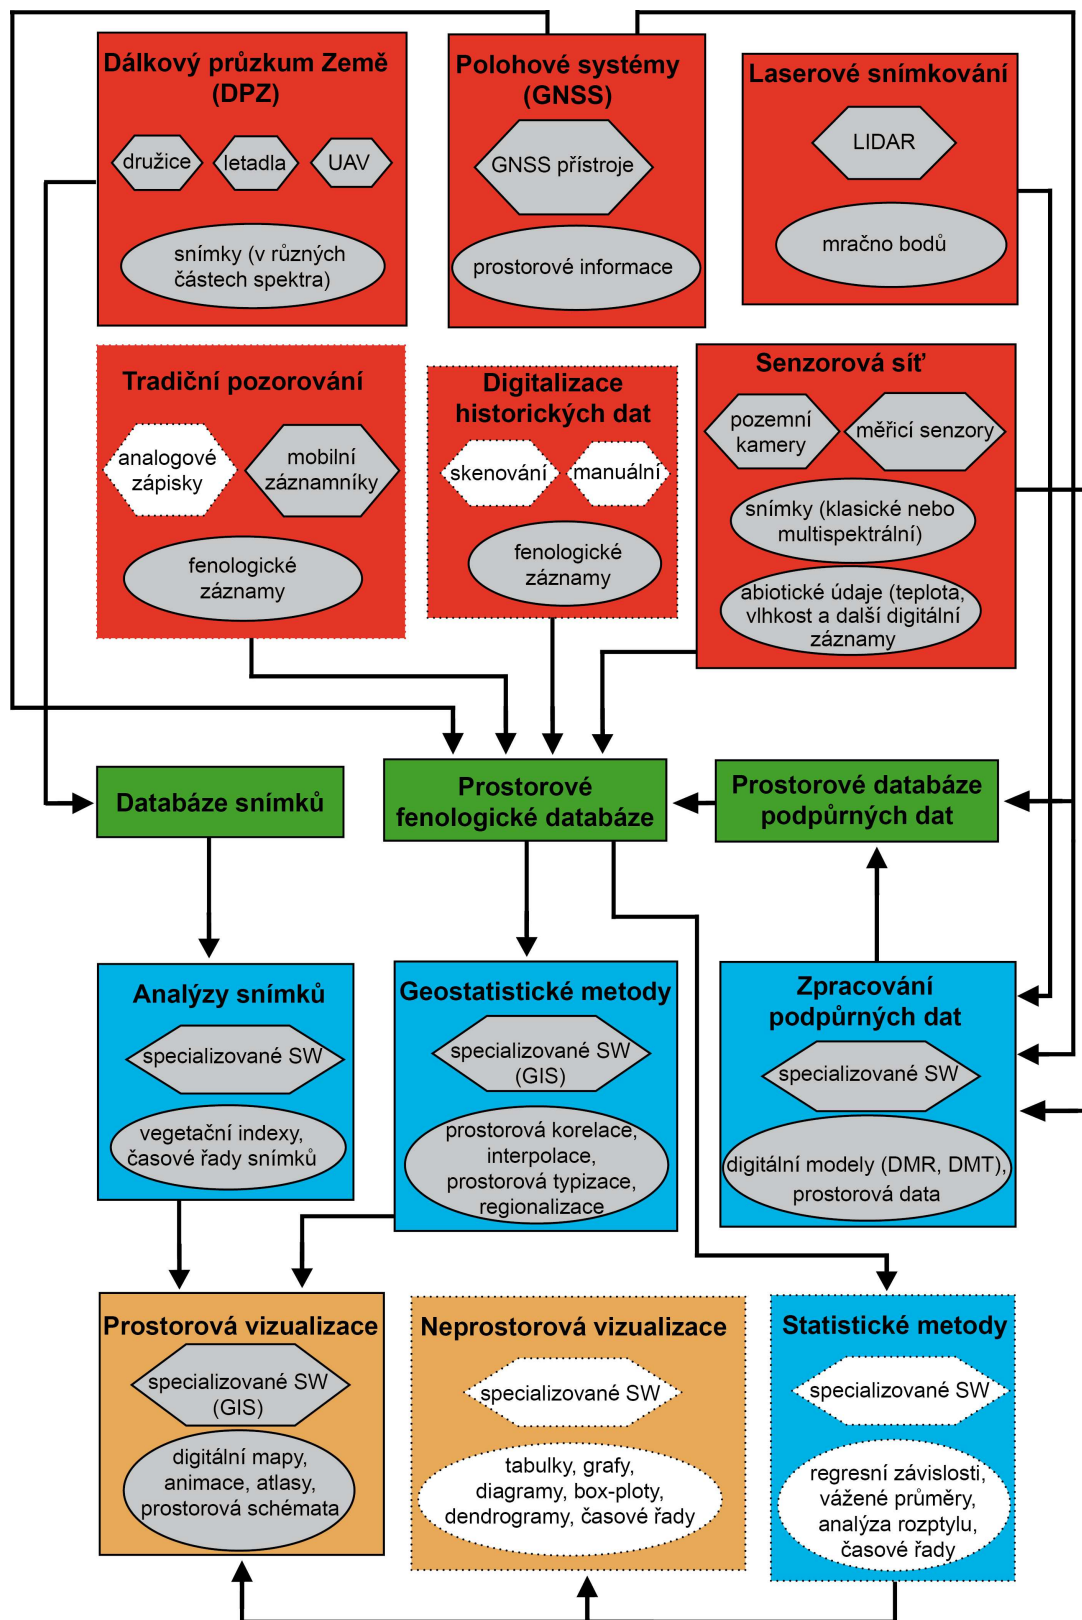 Dálkový průzkum Země
(DPZ)
družice
letadla
UAV
snímky (v různých
částech spektra)
Polohové systémy
(GNSS)
GNSS přístroje
prostorové informace
Laserové snímkování
LIDAR
mračno bodů
Tradiční pozorování
analogové
zápisky
mobilní
záznamníky
fenologické
záznamy
Digitalizace
historických dat
skenování
manuální
fenologické
záznamy
Senzorová síť
pozemní
kamery
měřicí senzory
snímky (klasické nebo
multispektrální)
abiotické údaje (teplota,
vlhkost a další digitální
záznamy
Databáze snímků
Prostorové
fenologické databáze
Prostorové databáze
podpůrných dat
Analýzy snímků
specializované SW
vegetační indexy,
časové řady snímků
Geostatistické metody
specializované SW
(GIS)
prostorová korelace,
interpolace,
prostorová typizace,
regionalizace
Zpracování
podpůrných dat
specializované SW
digitální modely (DMR, DMT),
prostorová data
Prostorová vizualizace
specializované SW
(GIS)
digitální mapy,
animace, atlasy,
prostorová schémata
Neprostorová vizualizace
specializované SW
tabulky, grafy,
diagramy, box-ploty,
dendrogramy, časové řady
Statistické metody
specializované SW
regresní závislosti,
vážené průměry,
analýza rozptylu,
časové řady